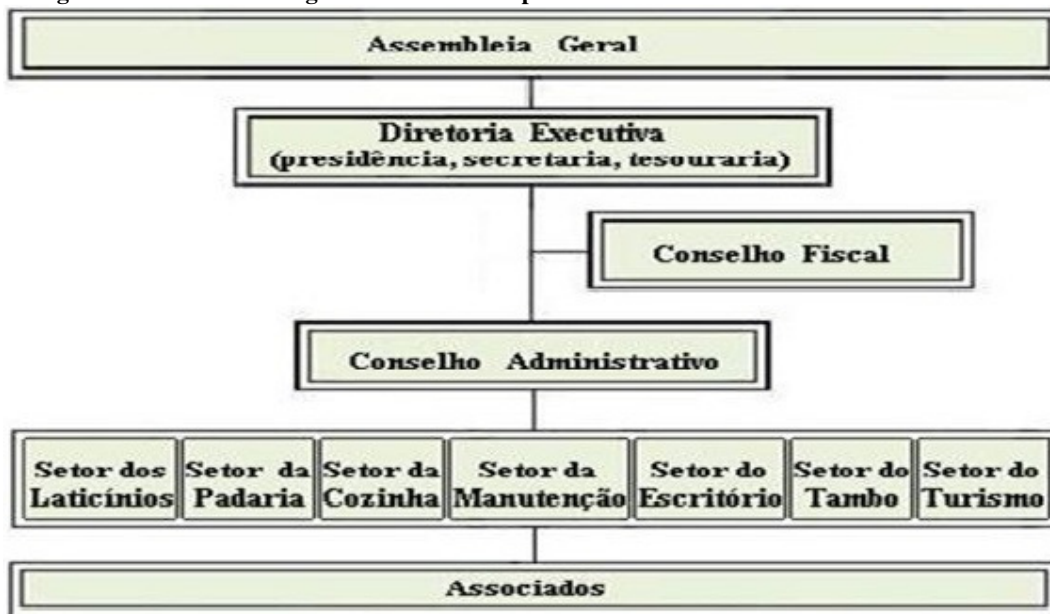 Assembleia Geral
Diretoria Executiva
(presidência, secretaria, tesouraria)
Conselho Fiscal
Conselho Administrativo
Setor dos Laticínios
Setor da Padaria
Setor da Cozinha
Setor da Manutenção
Setor do Escritório
Setor do Tambo
Setor do Turismo
Associados